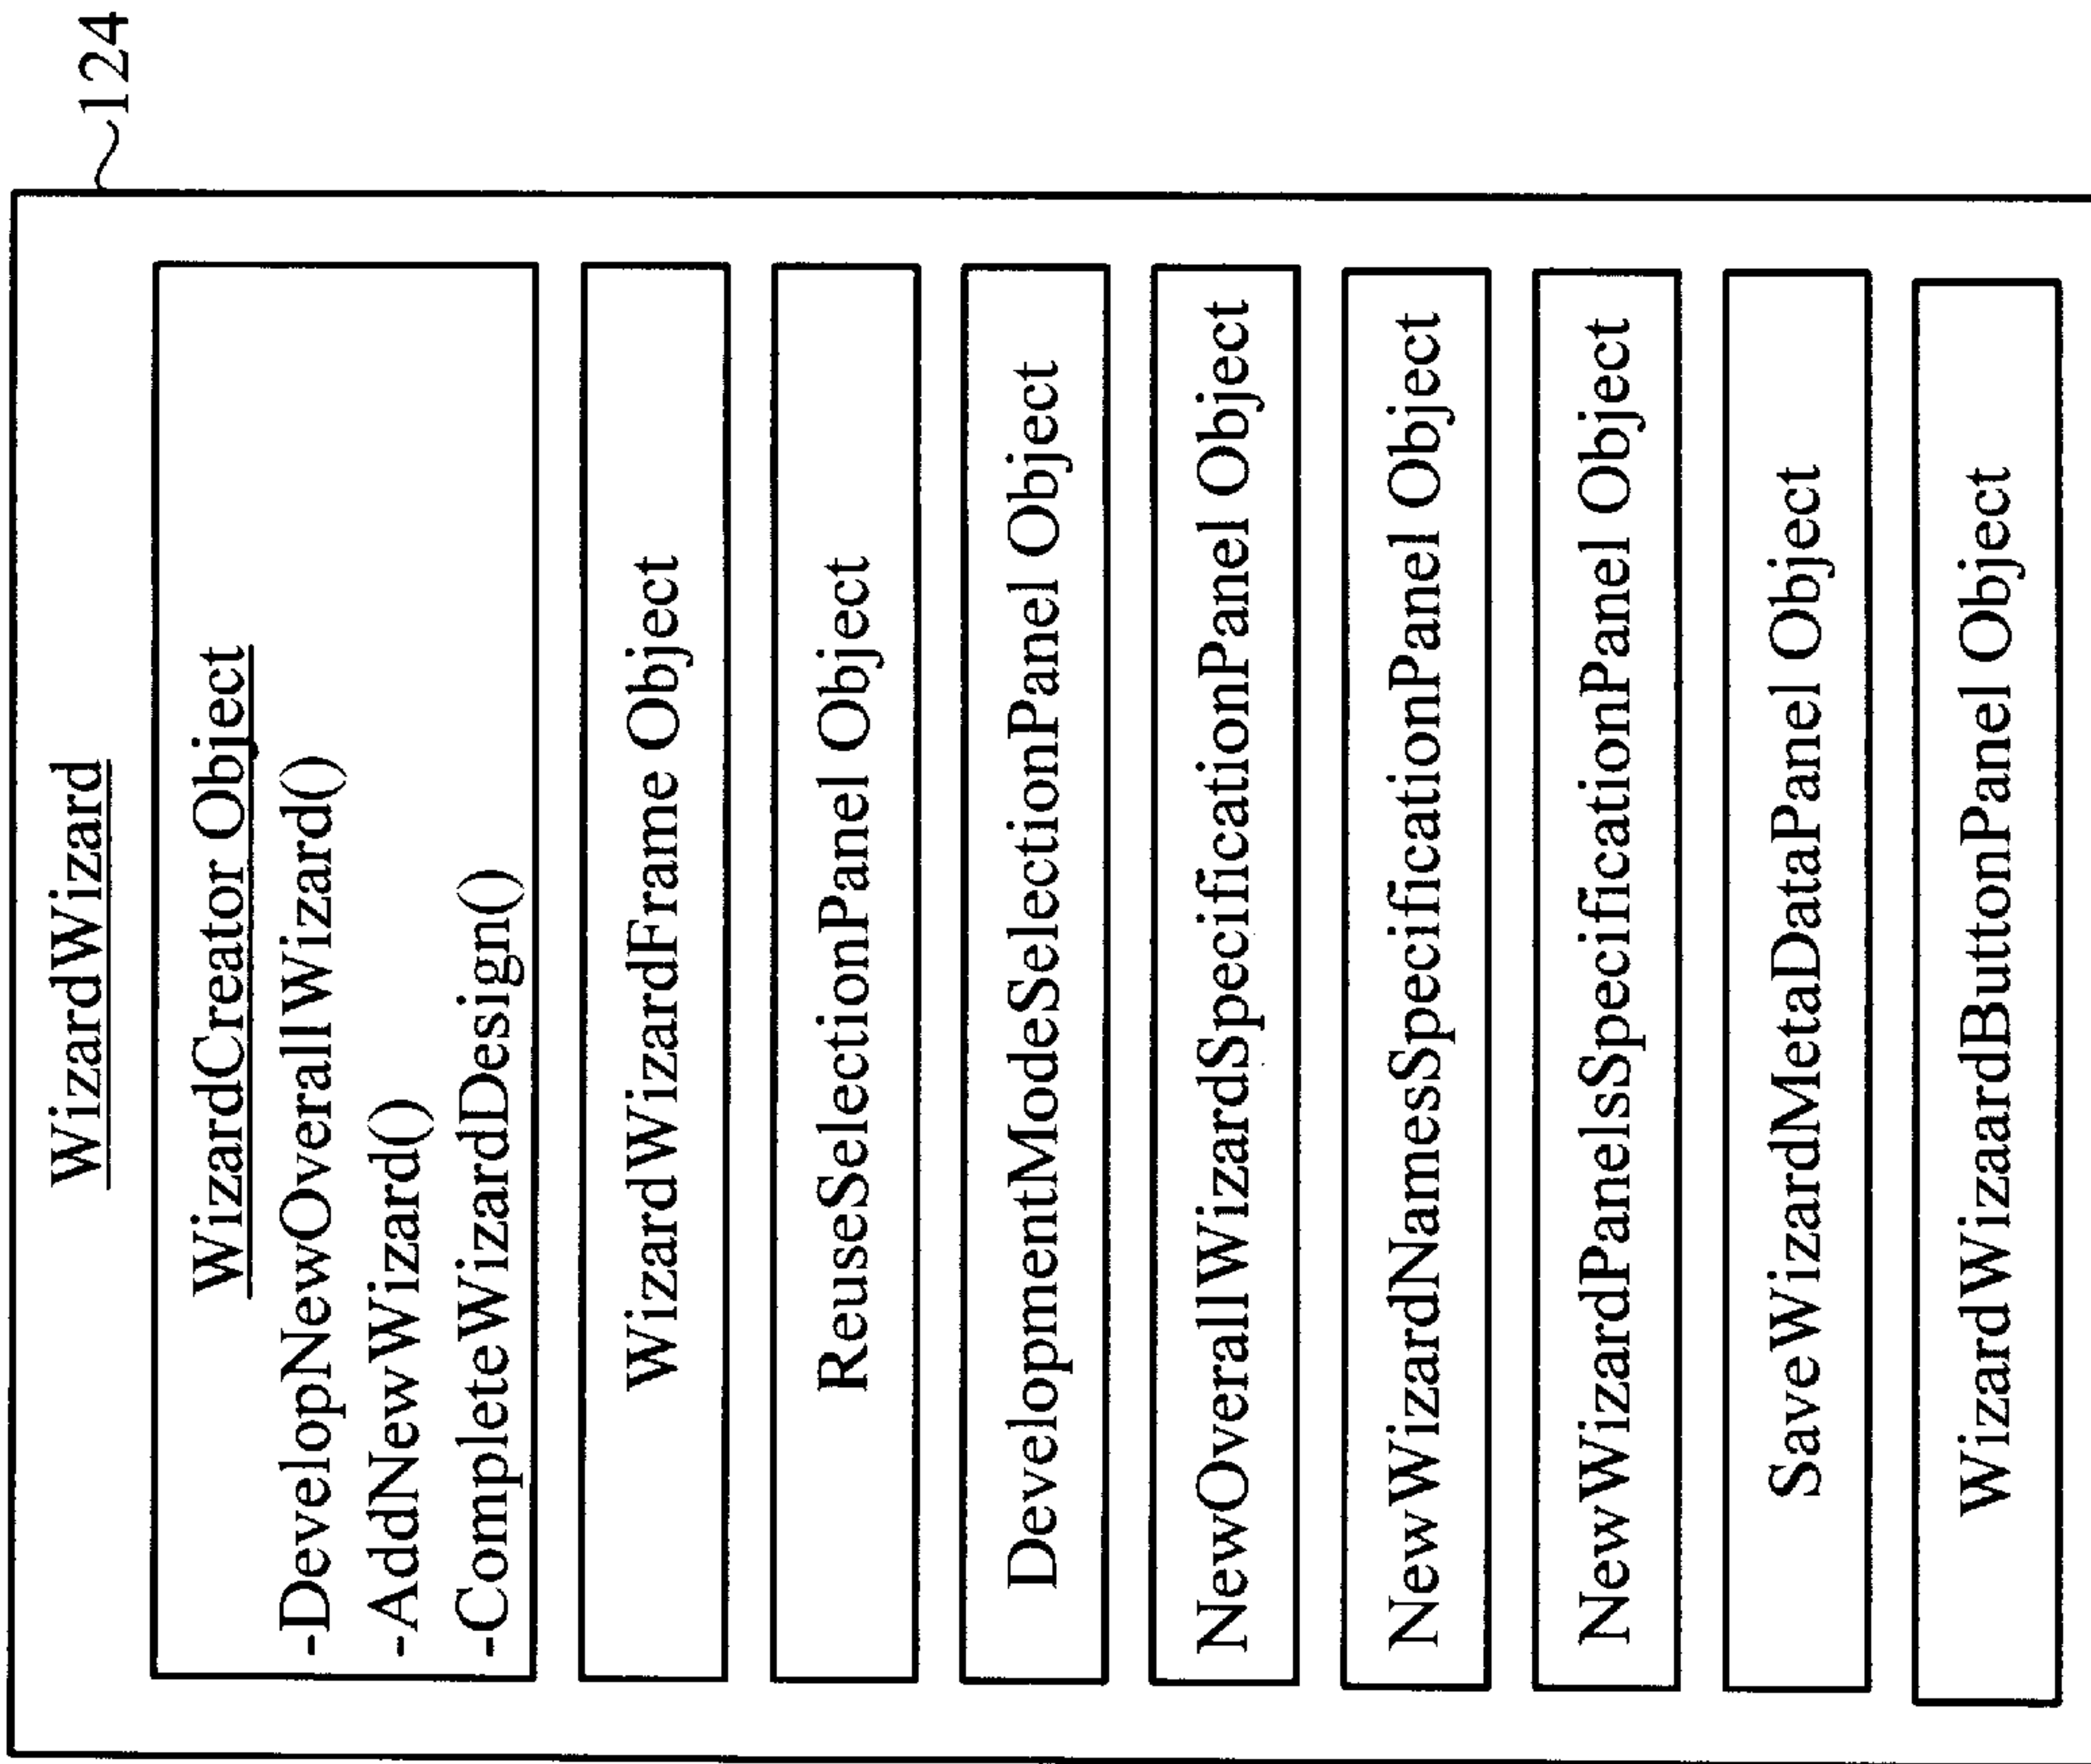 124
WizardWizard
WizardCreator Object
-DevelopNewOverallWizard()
-AddNewWizard()
-CompleteWizardDesign()
WizardWizardFrame Object
ReuseSelectionPanel Object
DevelopmentModeSelectionPanel Object
NewOverallWizardSpecificationPanel Object
NewWizardNamesSpecificationPanel Object
NewWizardPanelsSpecificationPanel Object
SaveWizardMetaDataPanel Object
WizardWizaardButtonPanel Object